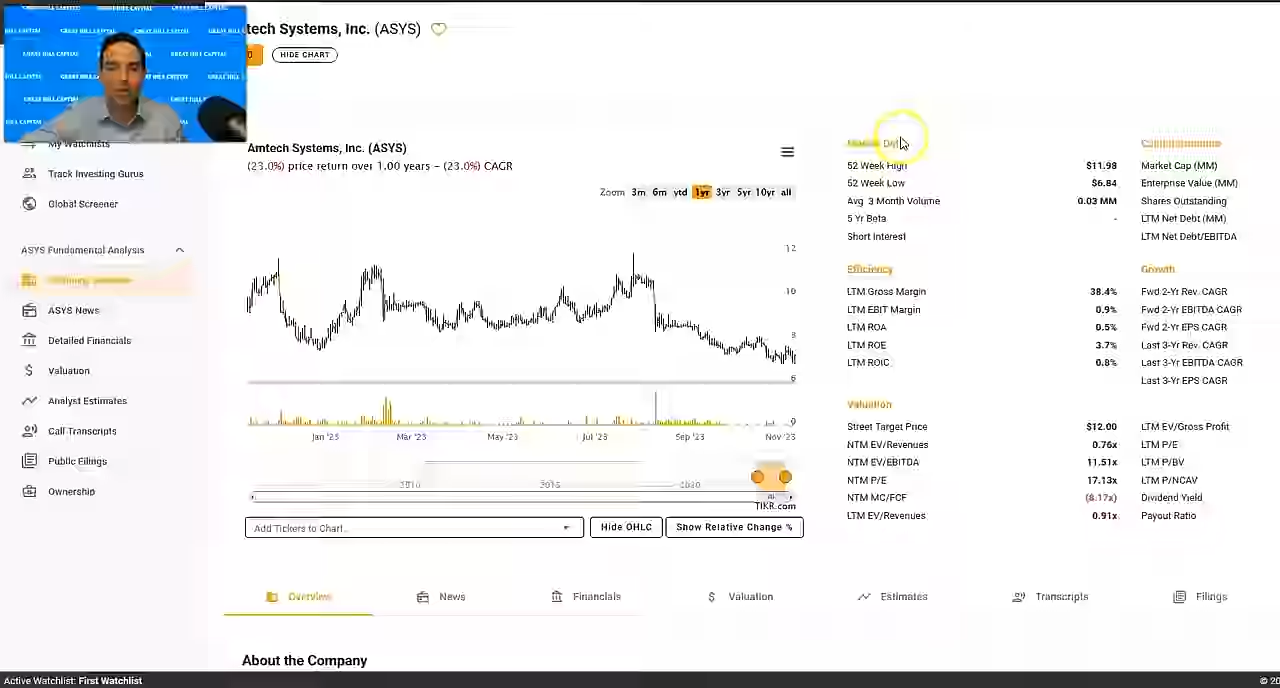 GREAT HILL CAPITAL
tech Systems, Inc. (ASYS)
HIDE CHART
My Watchlists
Track Investing Gurus
Global Screener
ASYS Fundamental Analysis
ASYS News
Detailed Financials
Valuation
Analyst Estimates
Call Transcripts
Public Filings
Ownership
Amtech Systems, Inc. (ASYS)
(23.0%) price return over 1.00 years - (23.0%) CAGR
Zoom 3m 6m ytd 1yr 3yr 5yr 10yr all
12
10
8
6
0
Jan '23 Mar '23 May '23 Jul '23 Sep '23 Nov '23
2010 2015 2020
TIKR.com
Add Tickers to Chart..
Hide OHLC
Show Relative Change %
52 Week High $11.98
52 Week Low $6.84
Avg. 3 Month Volume 0.03 MM
5 Yr Beta -
Short Interest
Efficiency
LTM Gross Margin 38.4%
LTM EBIT Margin 0.9%
LTM ROA 0.5%
LTM ROE 3.7%
LTM ROIC 0.8%
Valuation
Street Target Price $12.00
NTM EV/Revenues 0.76x
NTM EV/EBITDA 11.51x
NTM P/E 17.13x
NTM MC/FCF (8.17x)
LTM EV/Revenues 0.91x
Market Cap (MM)
Enterprise Value (MM)
Shares Outstanding
LTM Net Debt (MM)
LTM Net Debt/EBITDA
Growth
Fwd 2-Yr Rev. CAGR
Fwd 2-Yr EBITDA CAGR
Fwd 2-Yr EPS CAGR
Last 3-Yr Rev. CAGR
Last 3-Yr EBITDA CAGR
Last 3-Yr EPS CAGR
LTM EV/Gross Profit
LTM P/E
LTM P/BV
LTM P/NCAV
Dividend Yield
Payout Ratio
Overview News Financials Valuation Estimates Transcripts Filings
About the Company
Active Watchlist: First Watchlist
© 20